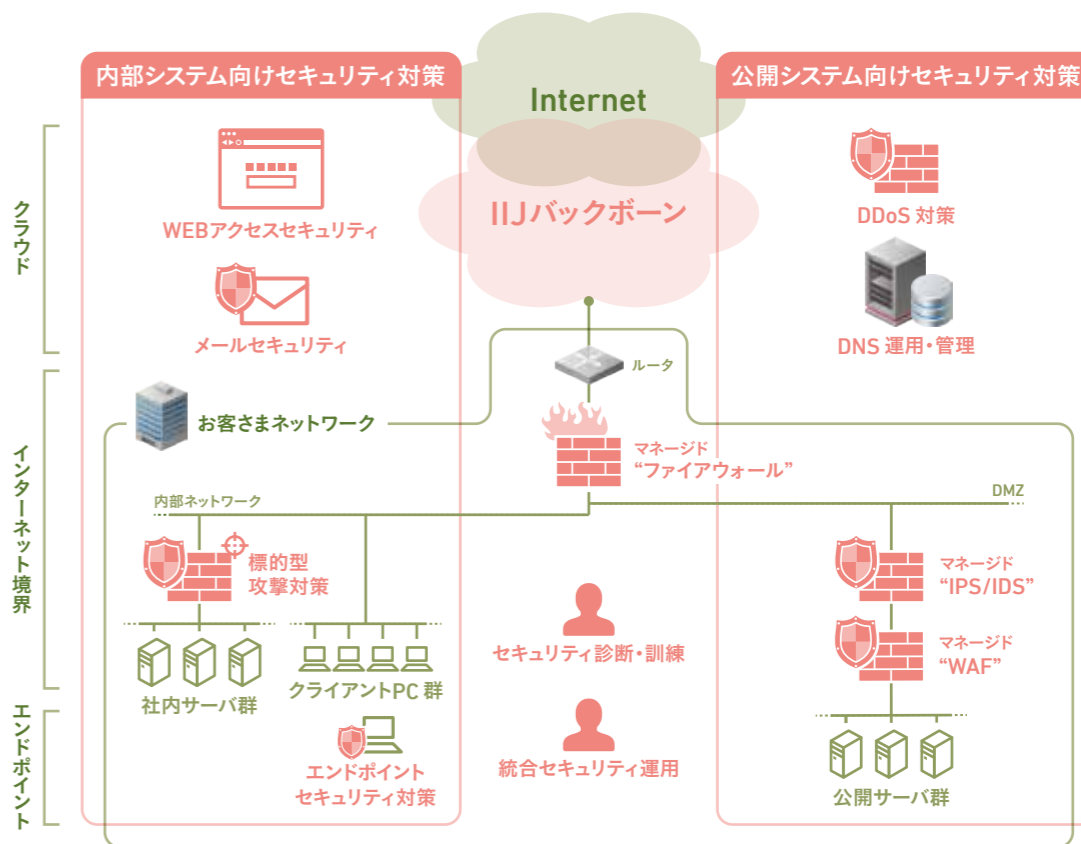 内部システム向けセキュリティ対策
Internet
公開システム向けセキュリティ対策
クラウド
WEBアクセスセキュリティ
IIJバックボーン
DDoS 対策
メールセキュリティ
DNS 運用・管理
ルータ
インターネット境界
お客さまネットワーク
マネージド
“ファイアウォール”
内部ネットワーク
DMZ
標的型
攻撃対策
マネージド
“IPS/IDS”
セキュリティ診断・訓練
マネージド
“WAF”
社内サーバ群
クライアントPC 群
エンドポイント
エンドポイント
セキュリティ対策
統合セキュリティ運用
公開サーバ群